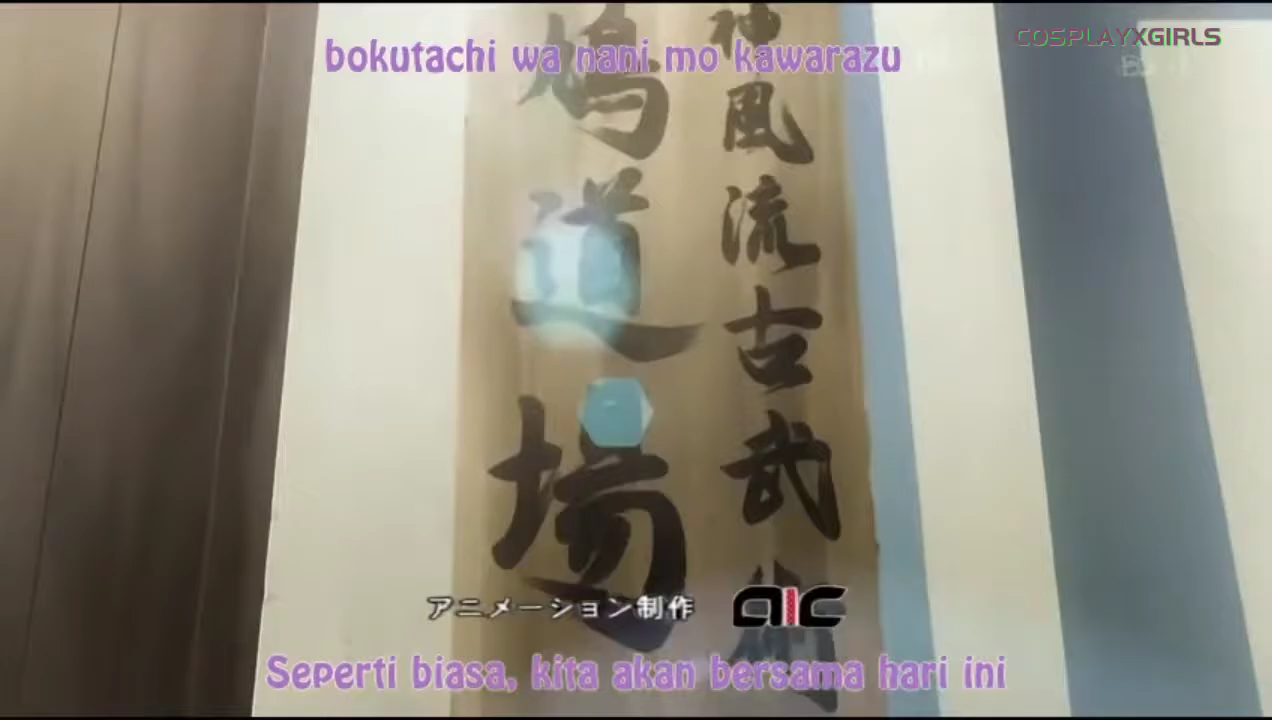 bokutachi wa nani mo kawarazu
COSPLAYXGIRLS
神風流古武術
鳩道場
アニメーション制作 aIc
Seperti biasa, kita akan bersama hari ini